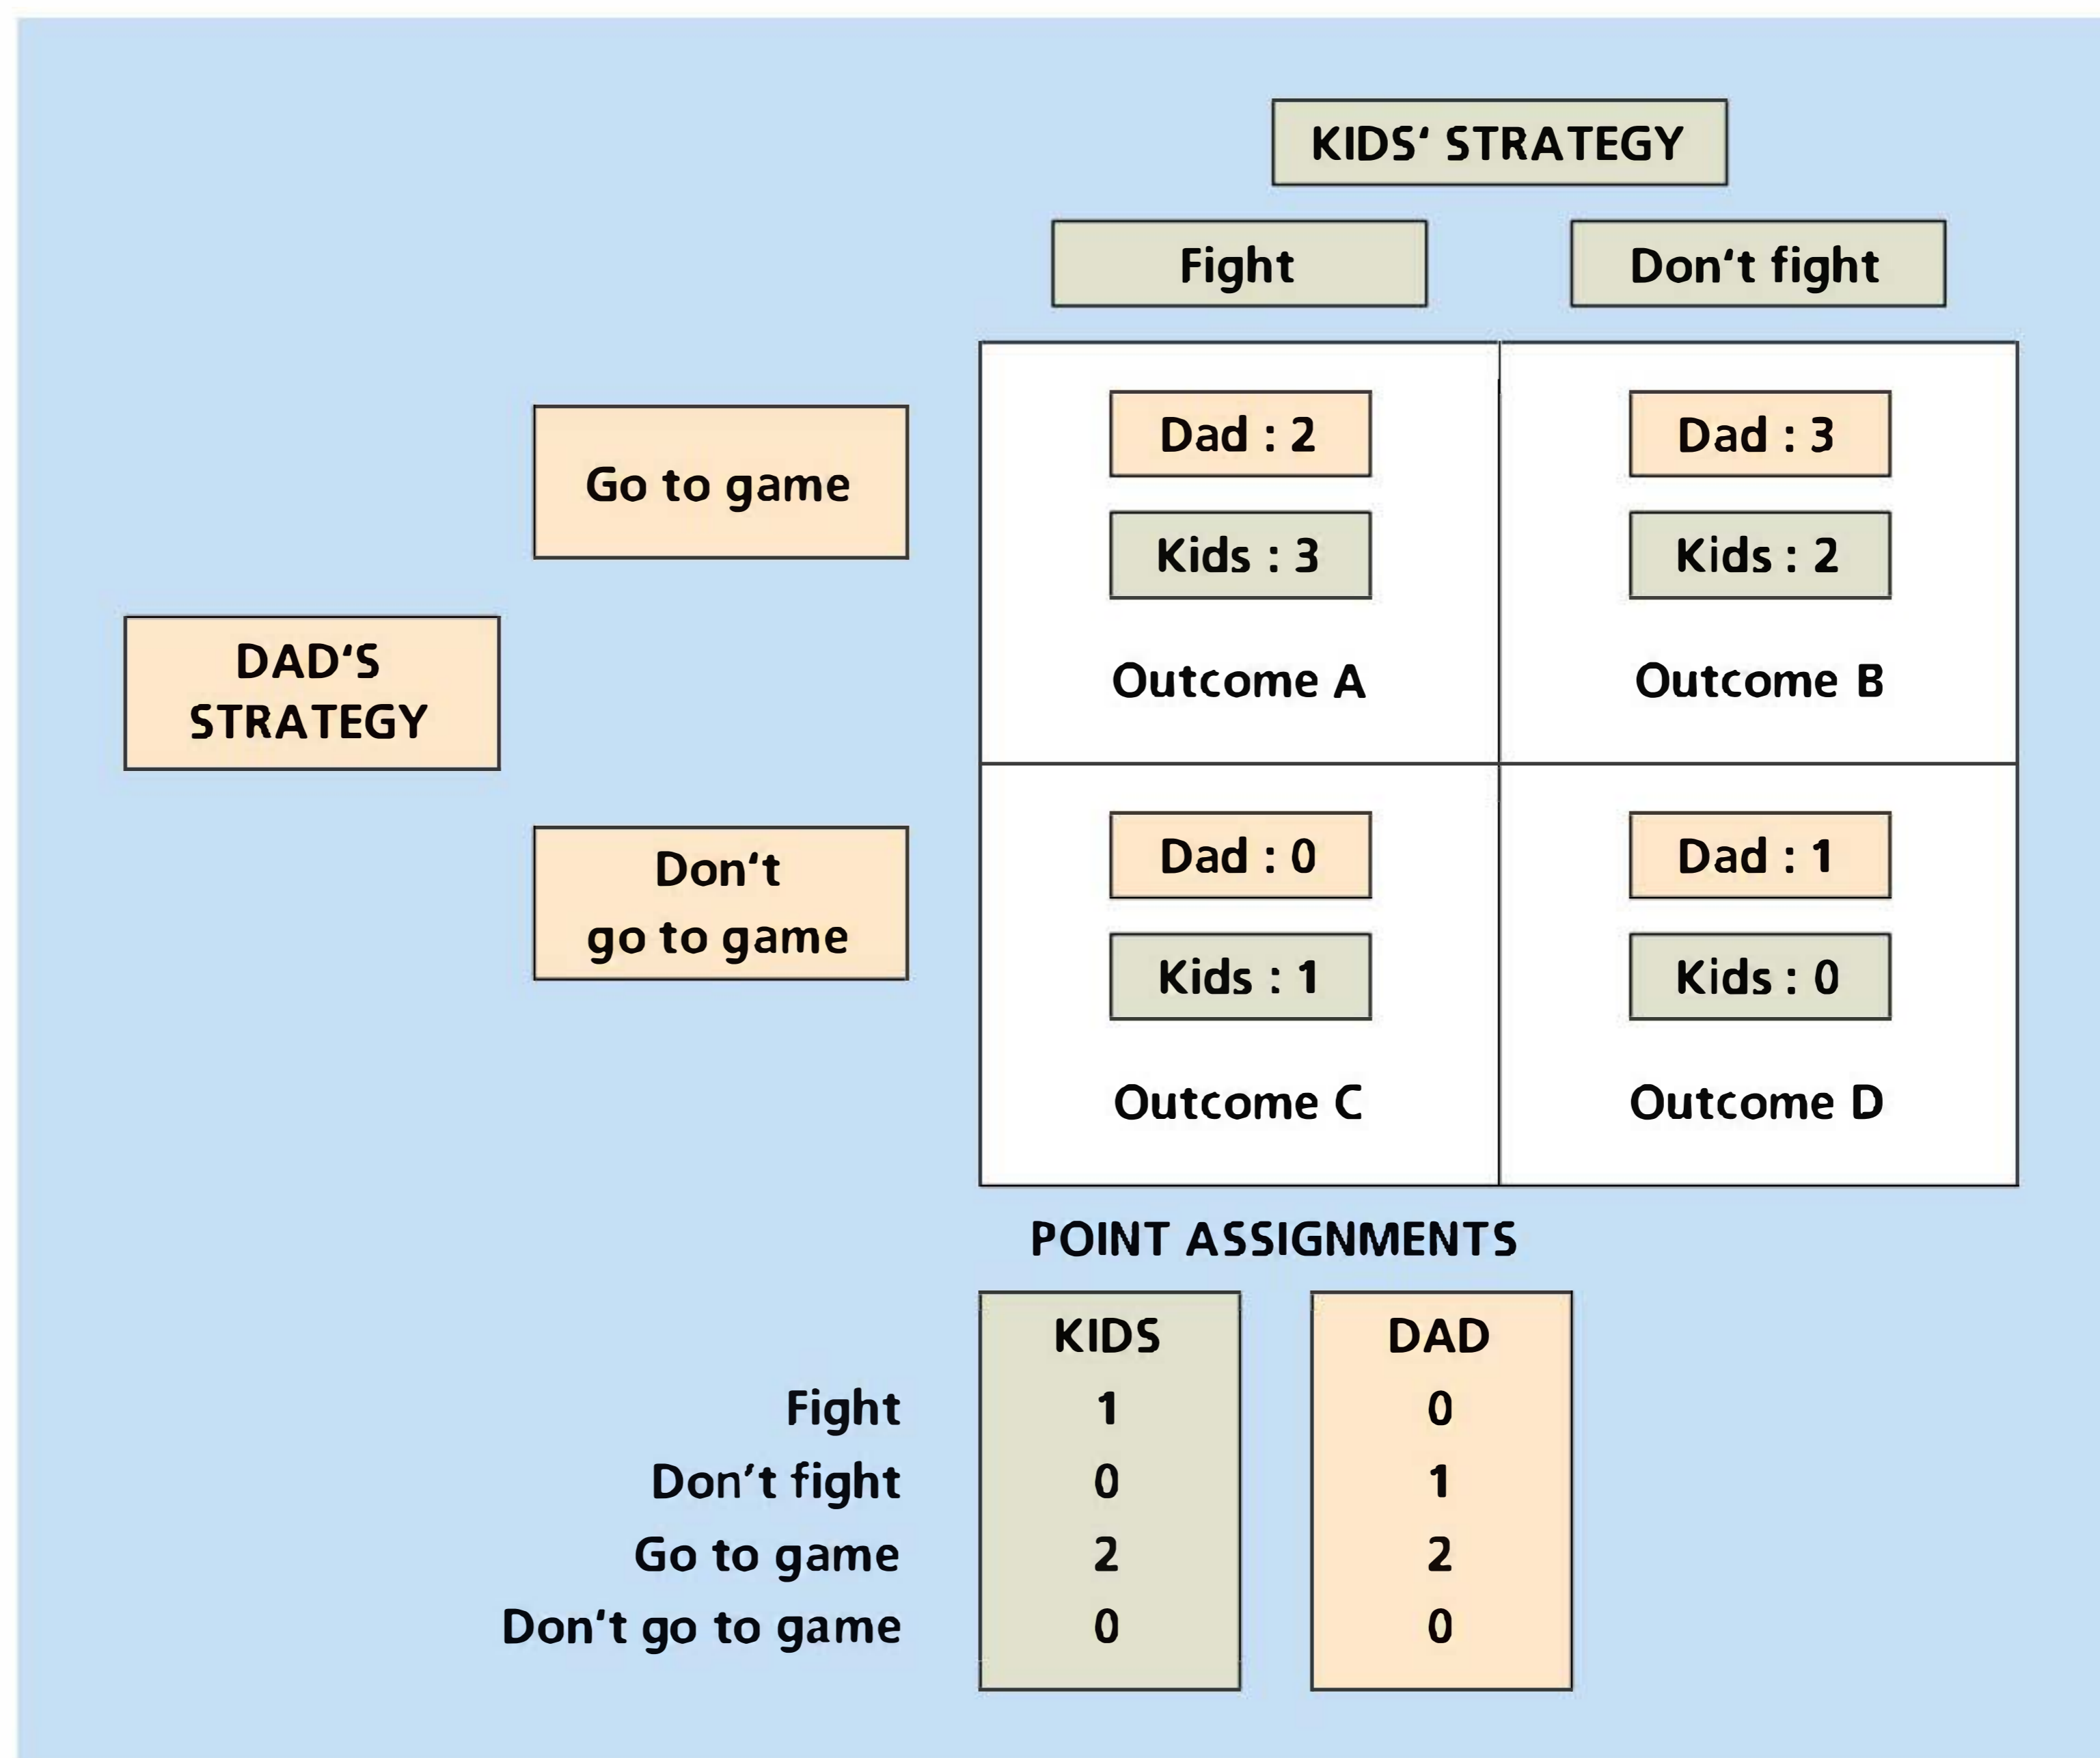 KIDS‘ STRATEGY
Fight
Don‘t fight
Go to game
Dad : 2
Dad : 3
Kids : 3
Kids : 2
Outcome A
Outcome B
DAD‘S
STRATEGY
Don‘t
go to game
Dad : 0
Dad : 1
Kids : 1
Kids : 0
Outcome C
Outcome D
POINT ASSIGNMENTS
KIDS DAD
Fight 1 0
Don’t fight 0 1
Go to game 2 2
Don‘t go to game 0 0